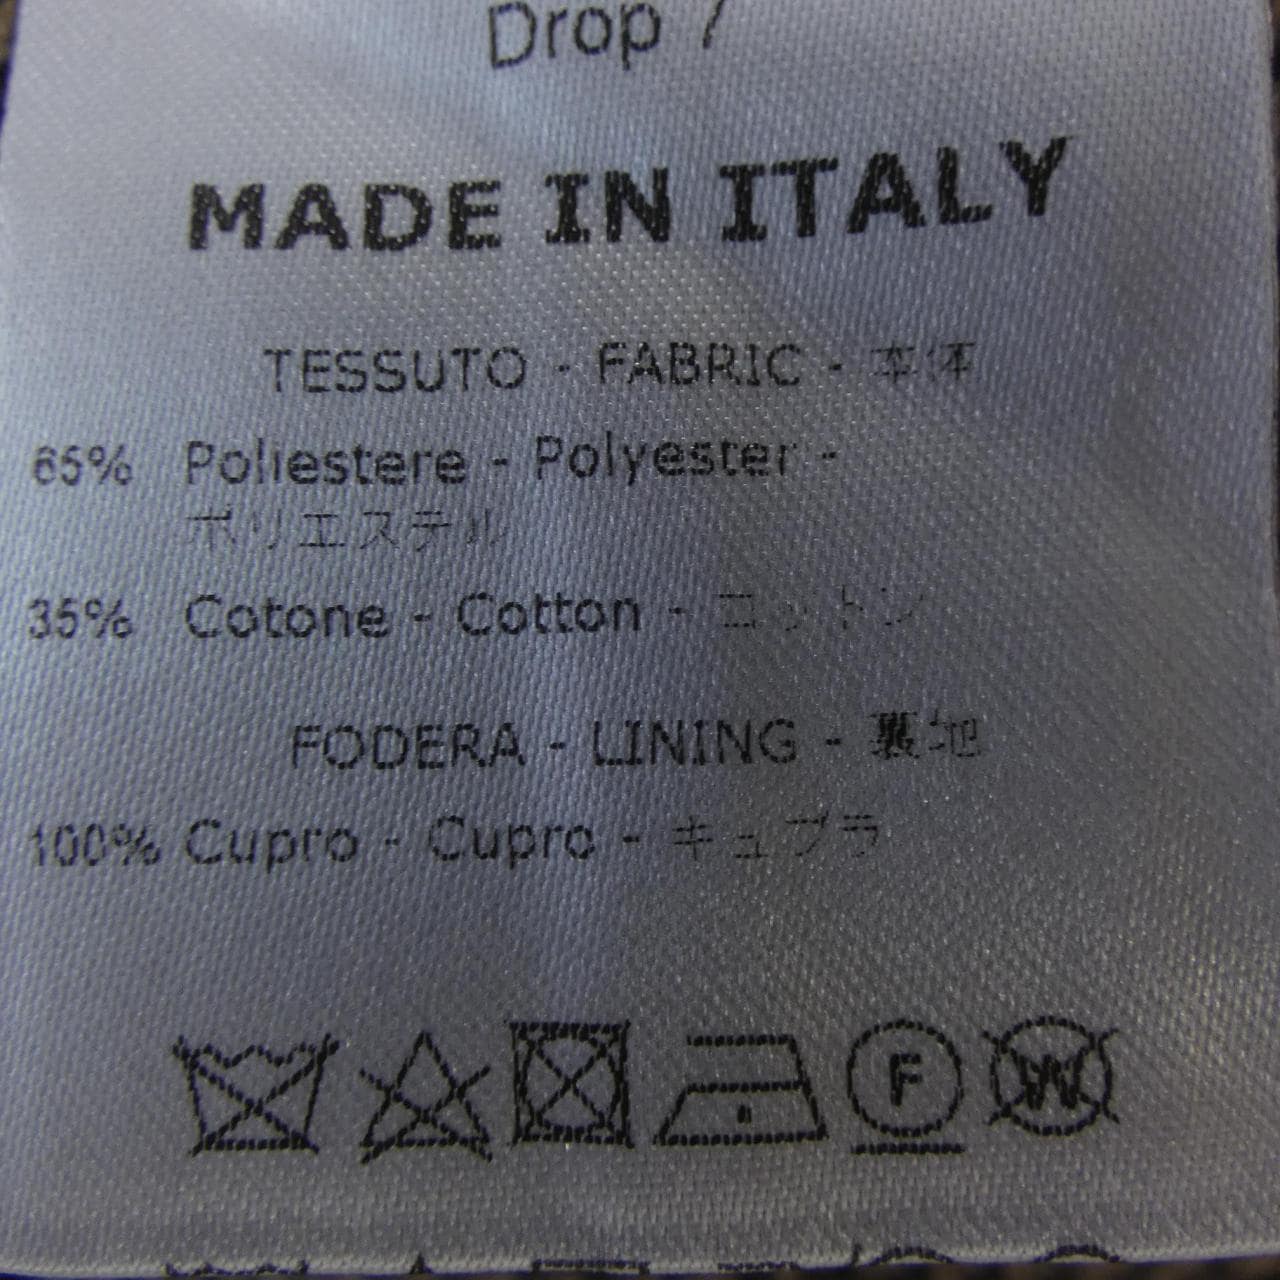 Drop 7
MADE IN ITALY
TESSUTO - FABRIC - 本体
65% Poliestere - Polyester -
ポリエステル
35% Cotone - Cotton - コットン
FODERA - LINING - 裏地
100% Cupro - Cupro - キュプラ
F W